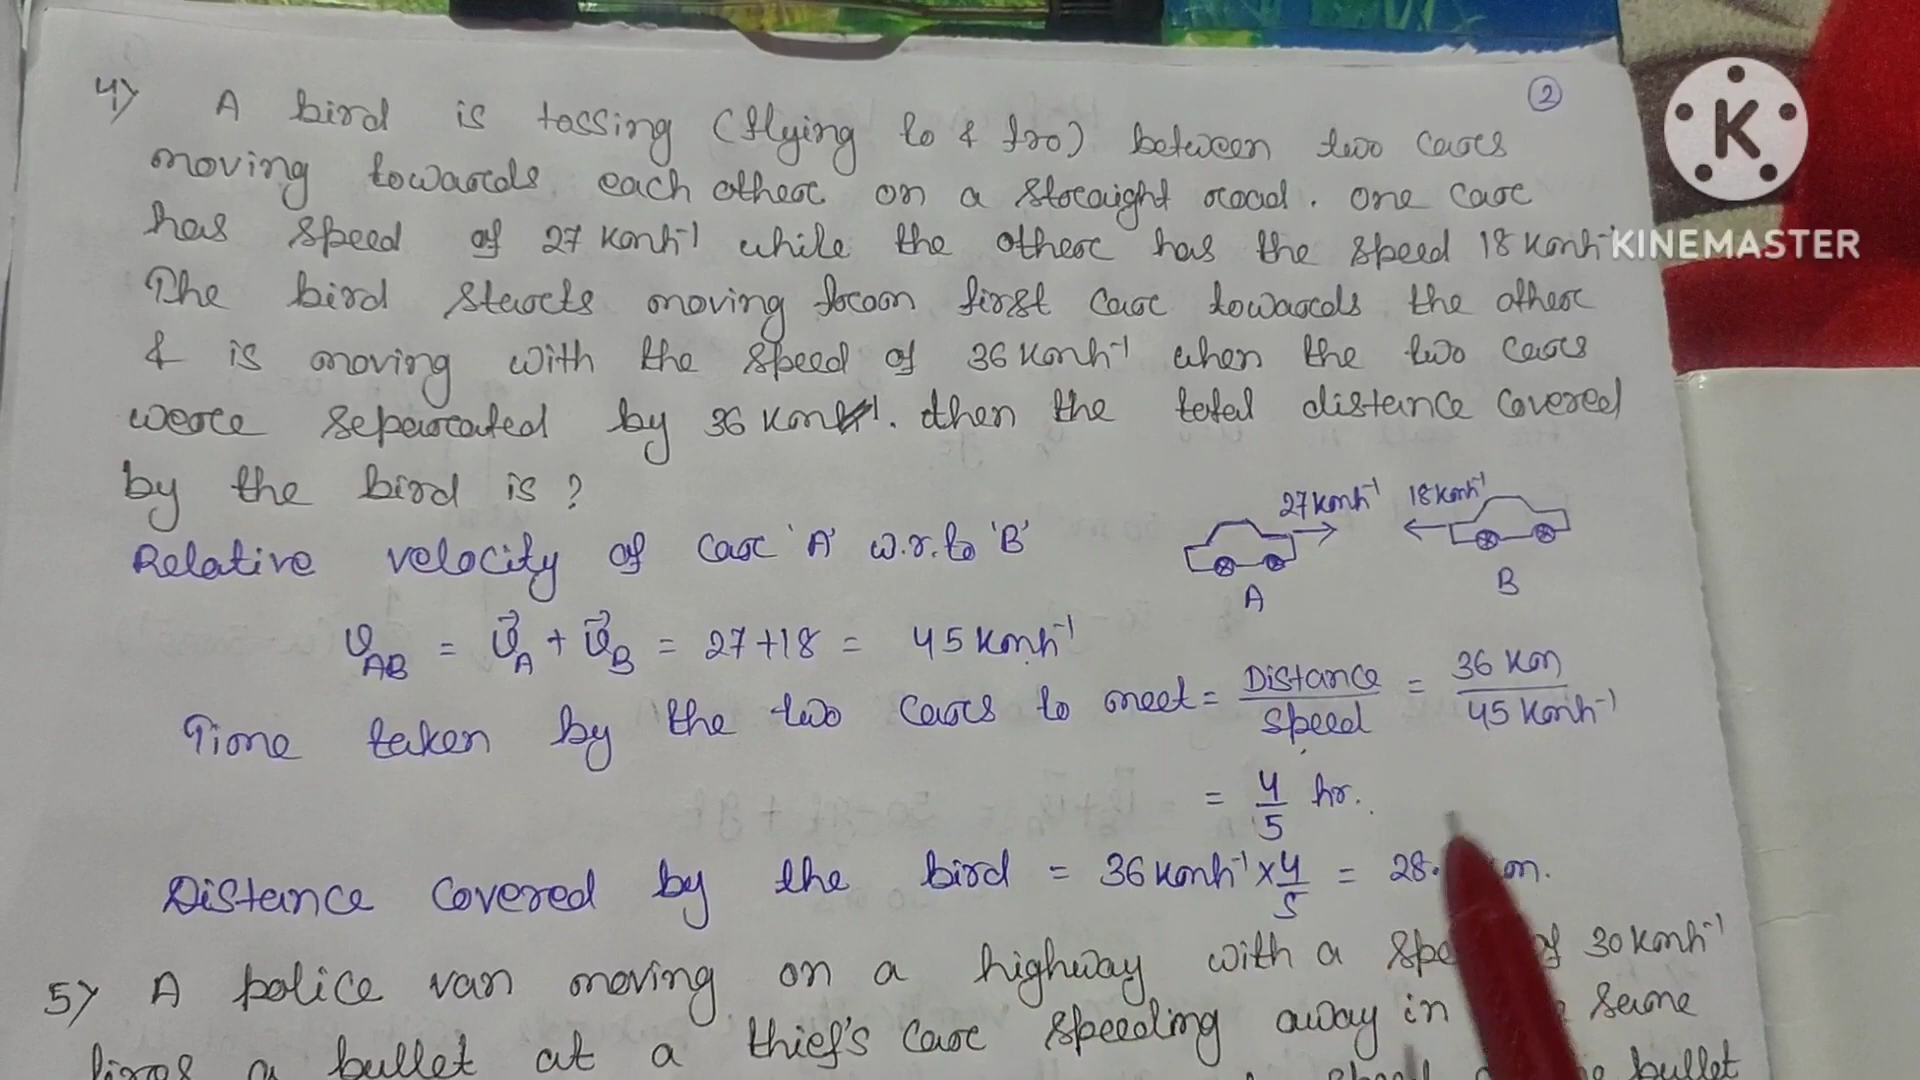 ②
4) A bird is tossing (flying to & fro) between two cars
moving towards each other on a straight road. One car
has speed of 27 Kmh⁻¹ while the other has the speed 18 Kmh⁻¹
The bird starts moving from first car towards the other
& is moving with the speed of 36 Kmh⁻¹ when the two cars
were separated by 36 Km. then the total distance covered
by the bird is ?
27 Kmh⁻¹ 18 Kmh⁻¹
A B
Relative velocity of car 'A' w.r.to 'B'
V_AB = V⃗_A + V⃗_B = 27+18 = 45 Kmh⁻¹
Time taken by the two cars to meet = Distance/Speed = 36 Km/45 Kmh⁻¹
= 4/5 hr.
Distance covered by the bird = 36 Kmh⁻¹ × 4/5 = 28.
5) A police van moving on a highway with a of 30 Kmh⁻¹
fires a bullet at a thief's car speeding away in same
bullet
K
KINEMASTER